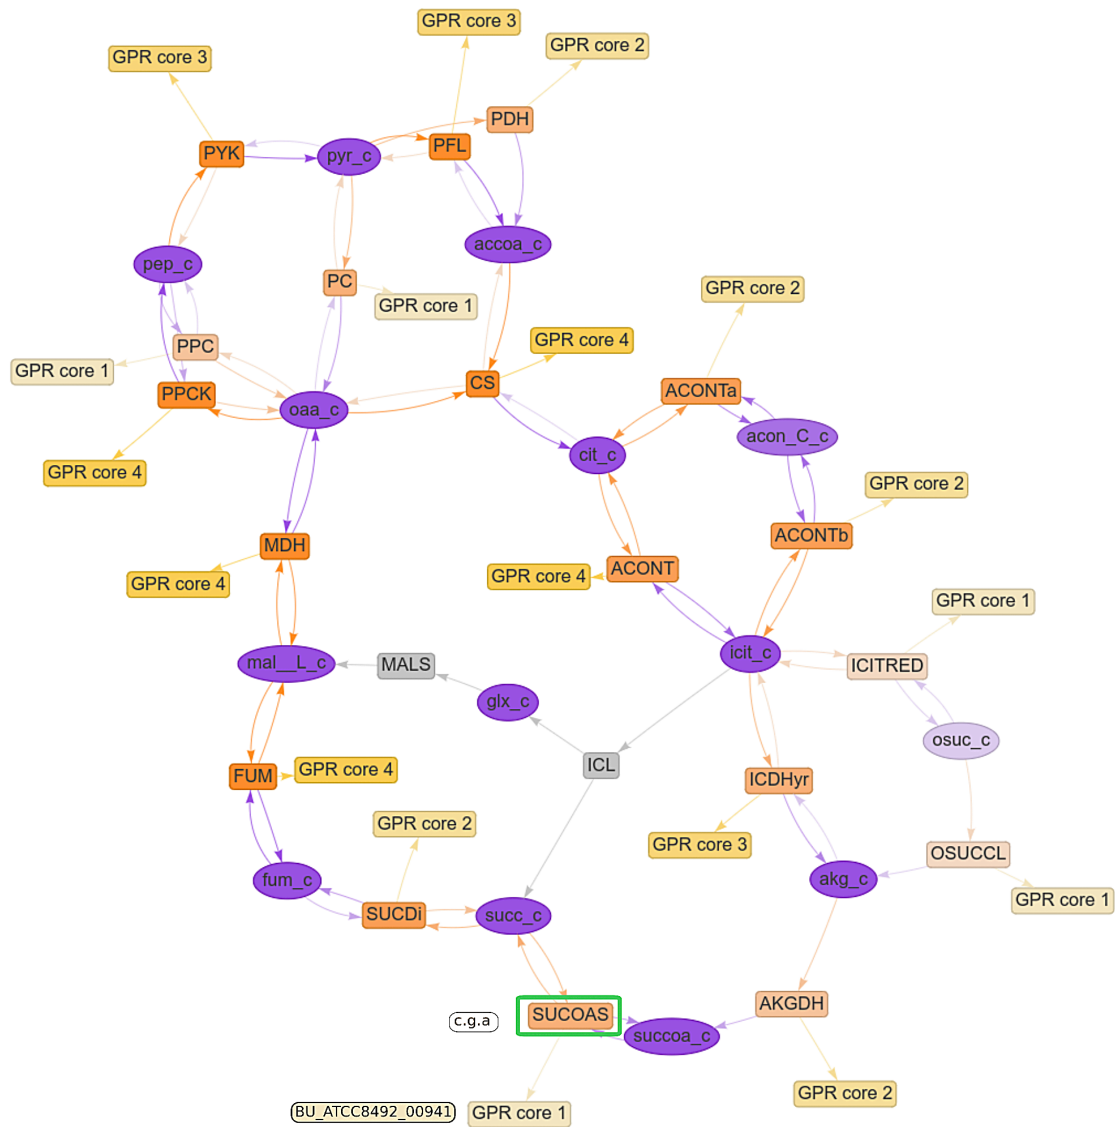 GPR core 3
GPR core 3
GPR core 2
PDH
PYK
pyr_c
PFL
accoa_c
pep_c
PC
GPR core 1
GPR core 2
PPC
GPR core 1
GPR core 4
PPCK
oaa_c
CS
ACONTa
acon_C_c
cit_c
GPR core 4
GPR core 2
MDH
ACONTb
GPR core 4
GPR core 4
ACONT
GPR core 1
mal__L_c
MALS
icit_c
ICITRED
glx_c
osuc_c
FUM
GPR core 4
ICL
ICDHyr
GPR core 2
GPR core 3
OSUCCL
fum_c
akg_c
GPR core 1
SUCDi
succ_c
c.g.a
SUCOAS
AKGDH
succoa_c
GPR core 2
BU_ATCC8492_00941
GPR core 1